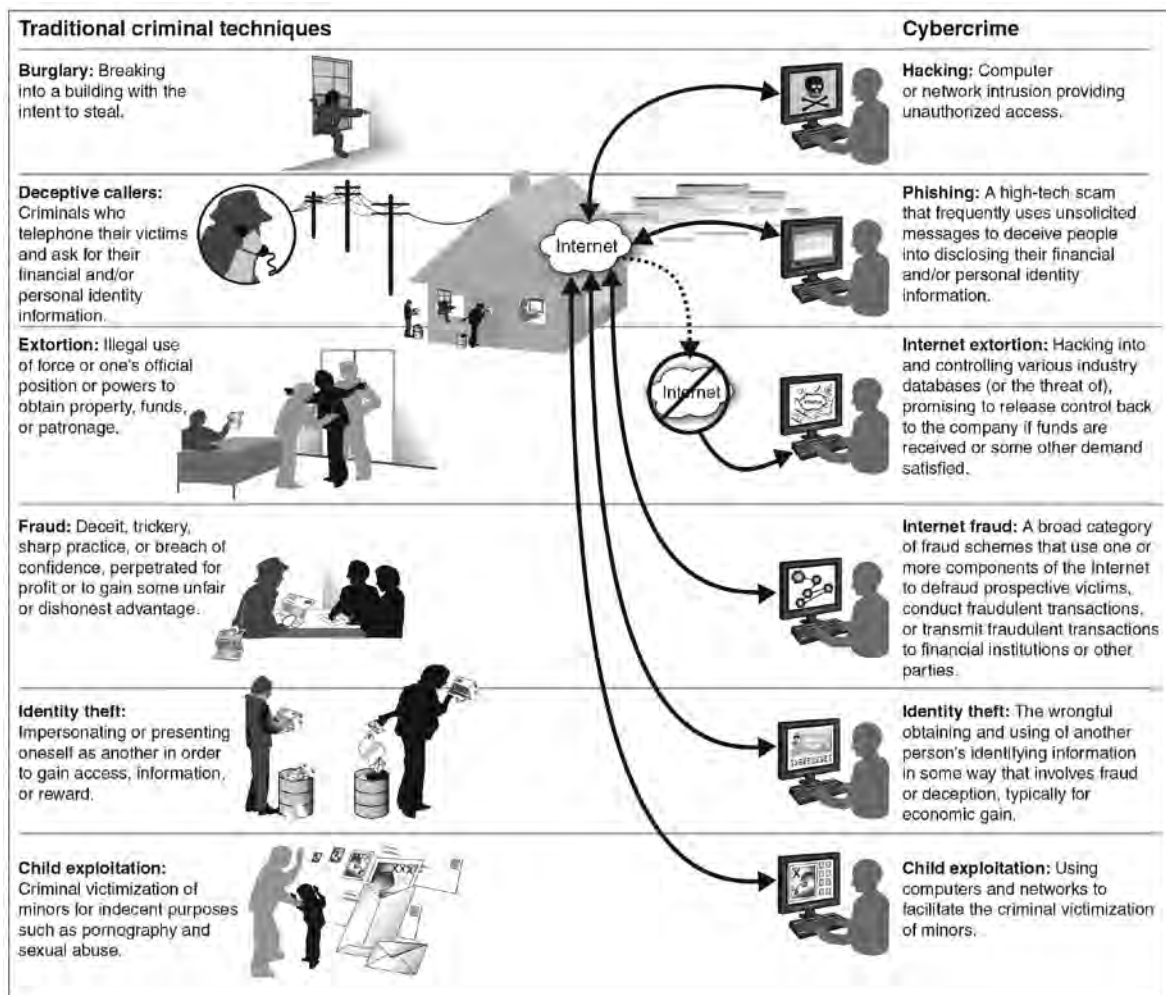 Traditional criminal techniques
Cybercrime
Burglary: Breaking
into a building with the
intent to steal.
Hacking: Computer
or network intrusion providing
unauthorized access.
Deceptive callers:
Criminals who
telephone their victims
and ask for their
financial and/or
personal identity
information.
Internet
Phishing: A high-tech scam
that frequently uses unsolicited
messages to deceive people
into disclosing their financial
and/or personal identity
information.
Extortion: Illegal use
of force or one's official
position or powers to
obtain property, funds,
or patronage.
Internet
Internet extortion: Hacking into
and controlling various industry
databases (or the threat of),
promising to release control back
to the company if funds are
received or some other demand
satisfied.
Fraud: Deceit, trickery,
sharp practice, or breach of
confidence, perpetrated for
profit or to gain some unfair
or dishonest advantage.
Internet fraud: A broad category
of fraud schemes that use one or
more components of the Internet
to defraud prospective victims,
conduct fraudulent transactions,
or transmit fraudulent transactions
to financial institutions or other
parties.
Identity theft:
Impersonating or presenting
oneself as another in order
to gain access, information,
or reward.
Identity theft: The wrongful
obtaining and using of another
person's identifying information
in some way that involves fraud
or deception, typically for
economic gain.
Child exploitation:
Criminal victimization of
minors for indecent purposes
such as pornography and
sexual abuse.
XXX
Child exploitation: Using
computers and networks to
facilitate the criminal victimization
of minors.